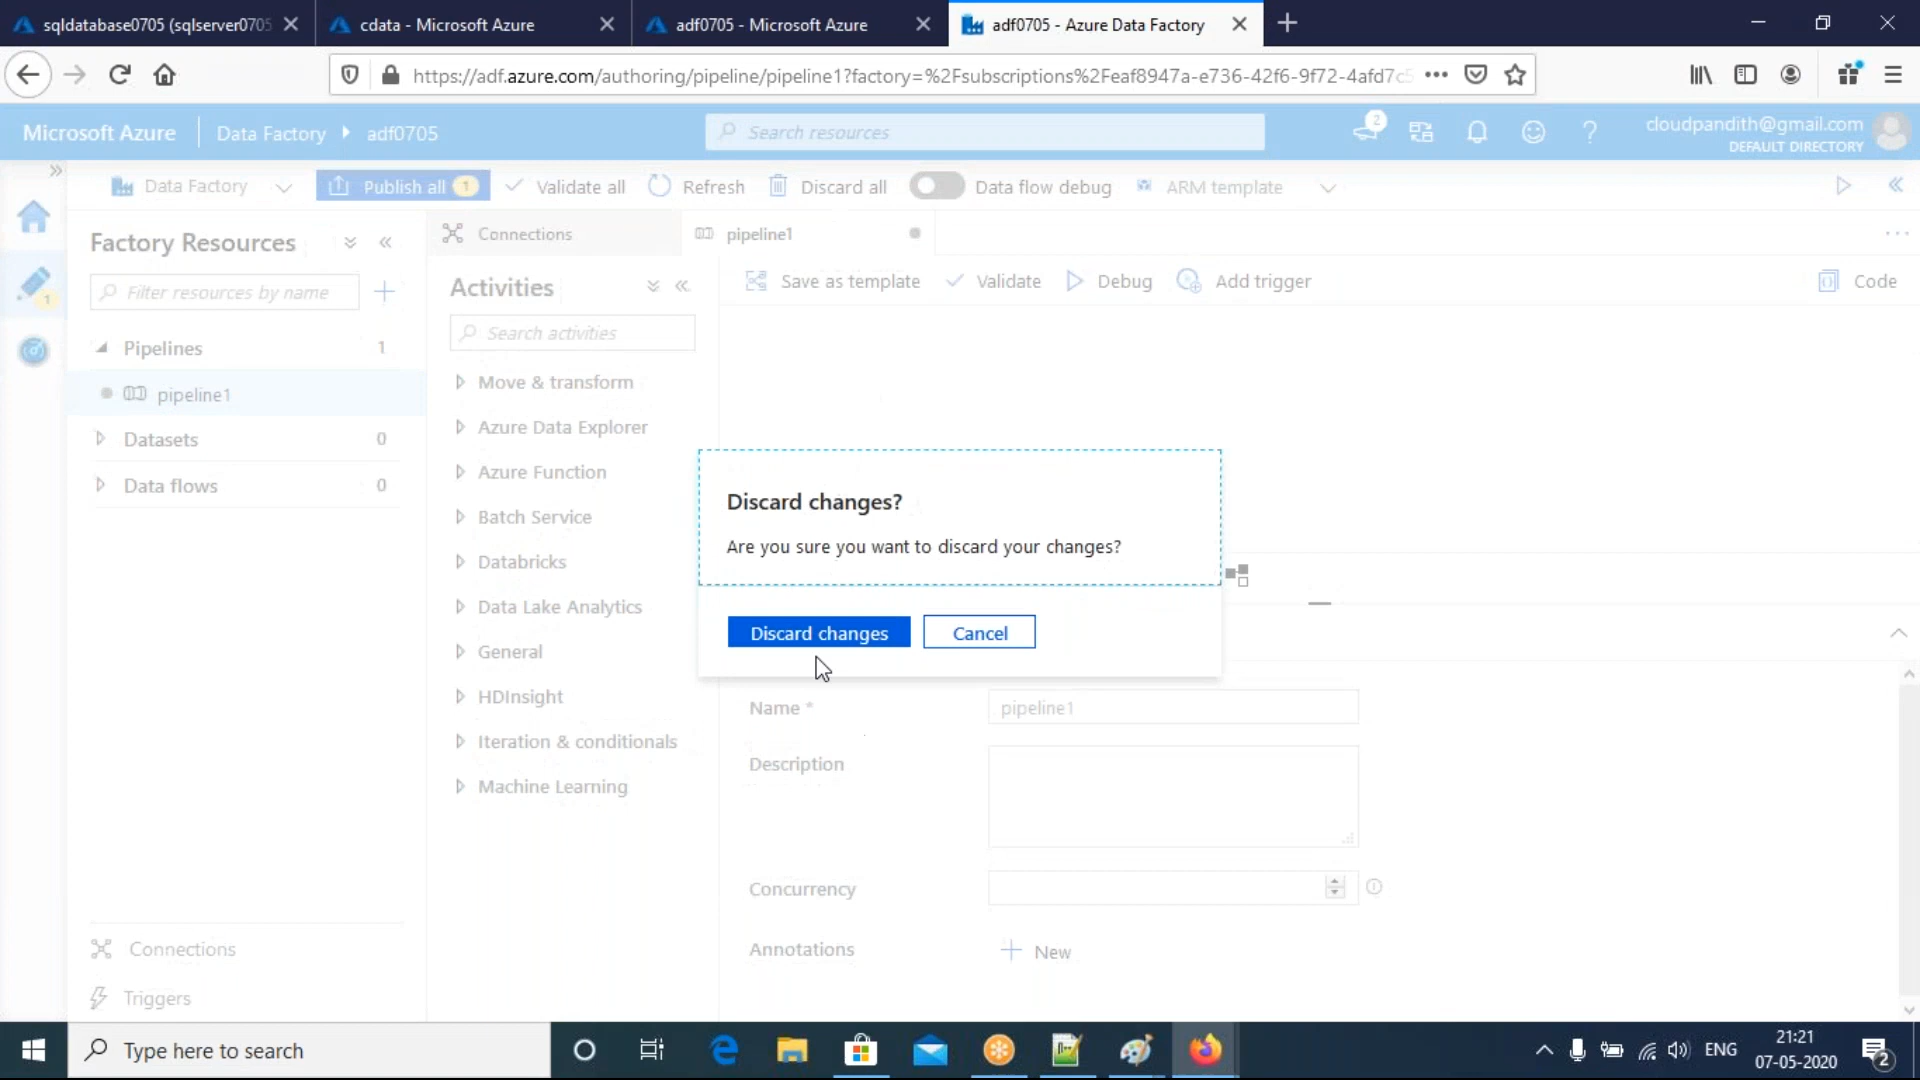 sqldatabase0705 (sqlserver0705
cdata - Microsoft Azure
adf0705 - Microsoft Azure
adf0705 - Azure Data Factory
https://adf.azure.com/authoring/pipeline/pipeline1?factory=%2Fsubscriptions%2Feaf8947a-e736-42f6-9f72-4afd7c5
Microsoft Azure
Data Factory
adf0705
Search resources
2
cloudpandith@gmail.com
DEFAULT DIRECTORY
Data Factory
Publish all 1
Validate all
Refresh
Discard all
Data flow debug
ARM template
Factory Resources
Connections
pipeline1
Filter resources by name
Activities
Save as template
Validate
Debug
Add trigger
Code
1
Search activities
Pipelines 1
pipeline1
Datasets 0
Data flows 0
Move & transform
Azure Data Explorer
Azure Function
Batch Service
Databricks
Data Lake Analytics
General
HDInsight
Iteration & conditionals
Machine Learning
Discard changes?
Are you sure you want to discard your changes?
Discard changes
Cancel
Name *
pipeline1
Description
Concurrency
Annotations
New
Connections
Triggers
Type here to search
ENG
21:21
07-05-2020
2